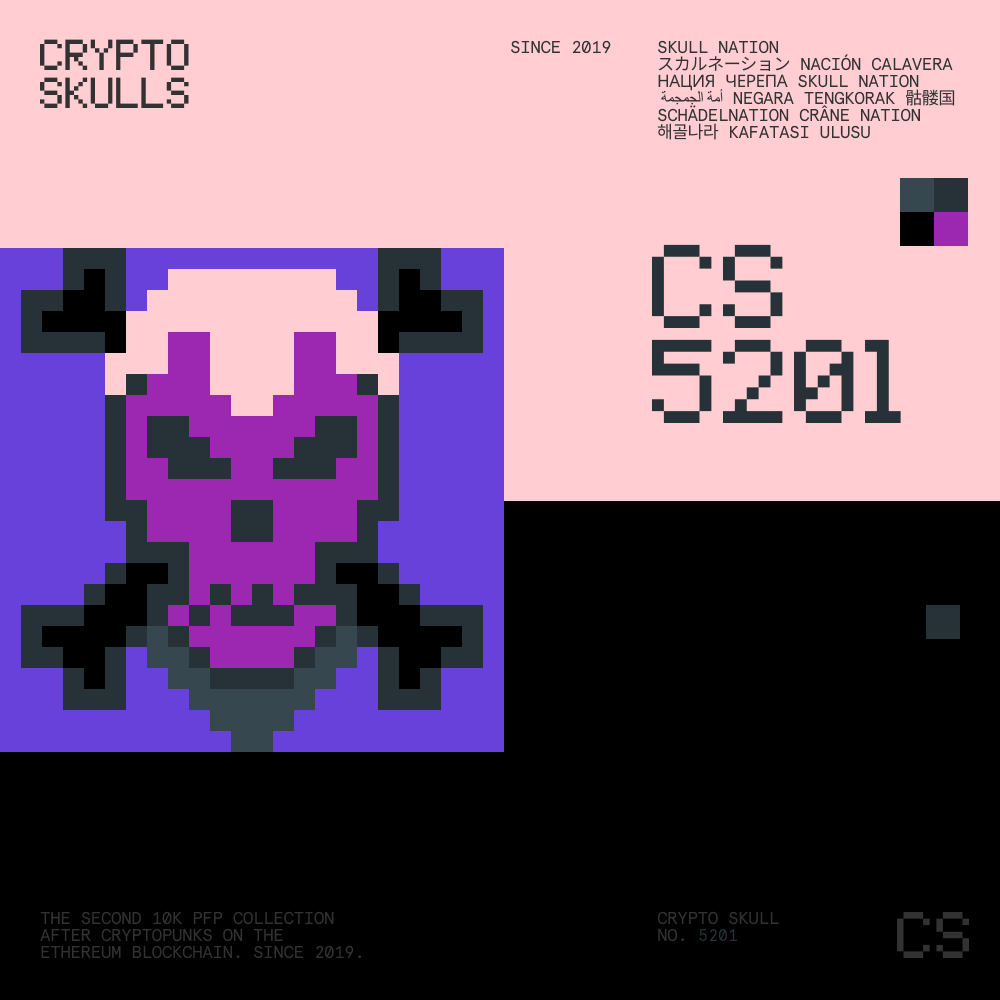 CRYPTO
SKULLS
SINCE 2019
SKULL NATION
スカルネーション NACIÓN CALAVERA
НАЦИЯ ЧЕРЕПА SKULL NATION
أمة الجمجمة NEGARA TENGKORAK 骷髅国
SCHÄDELNATION CRÂNE NATION
해골나라 KAFATASI ULUSU
CS
5201
THE SECOND 10K PFP COLLECTION
AFTER CRYPTOPUNKS ON THE
ETHEREUM BLOCKCHAIN. SINCE 2019.
CRYPTO SKULL
NO. 5201
CS